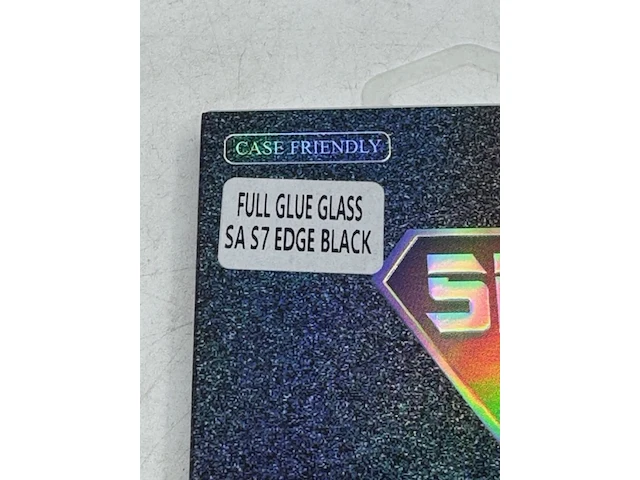 CASE FRIENDLY
FULL GLUE GLASS
SA S7 EDGE BLACK